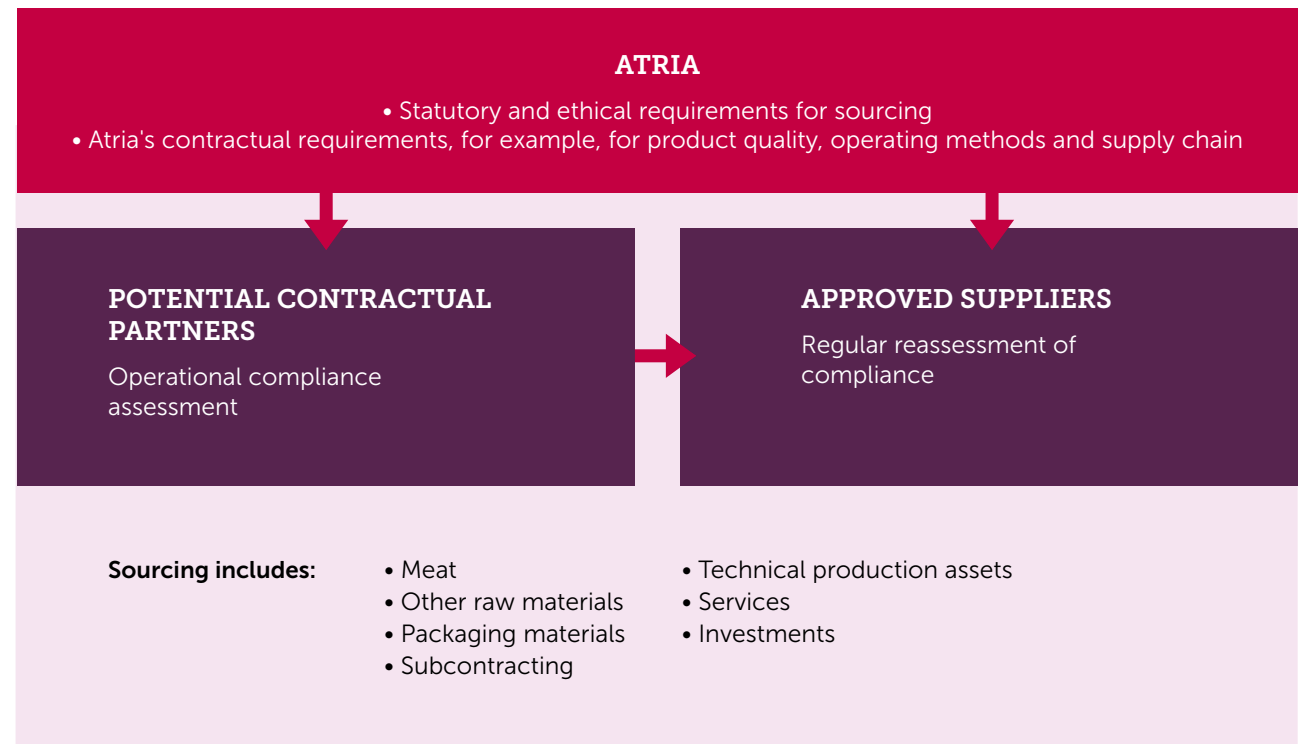 ATRIA
• Statutory and ethical requirements for sourcing
• Atria's contractual requirements, for example, for product quality, operating methods and supply chain
POTENTIAL CONTRACTUAL
PARTNERS
Operational compliance
assessment
APPROVED SUPPLIERS
Regular reassessment of
compliance
Sourcing includes:
• Meat
• Other raw materials
• Packaging materials
• Subcontracting
• Technical production assets
• Services
• Investments